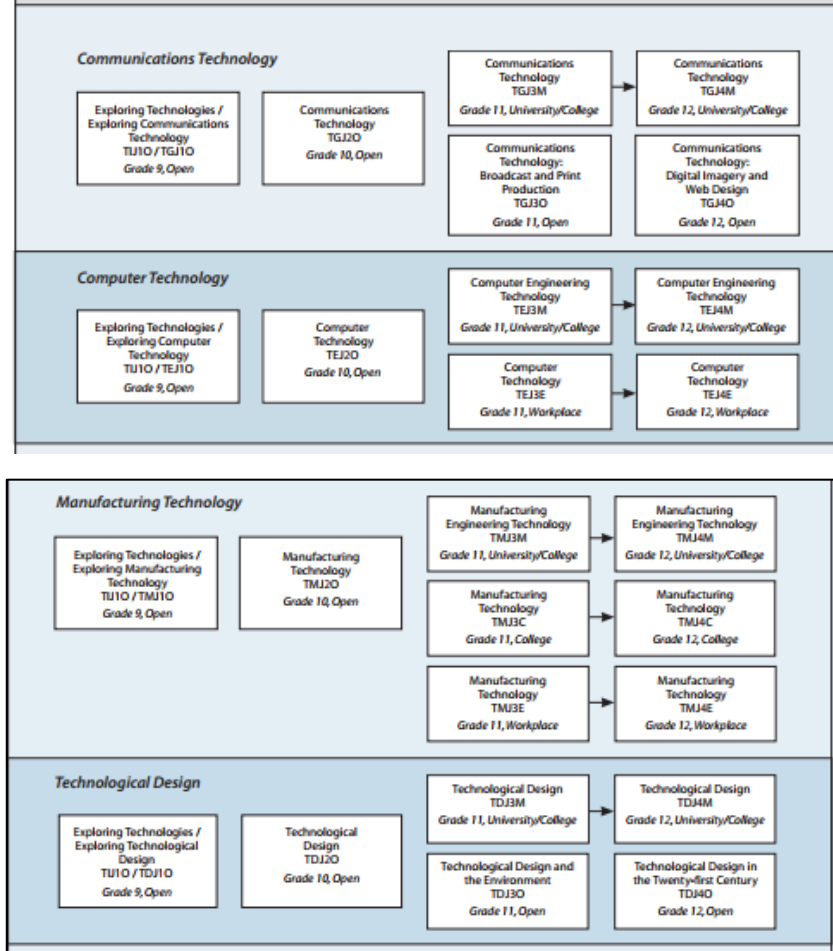 Communications Technology
Exploring Technologies /
Exploring Communications
Technology
TIJ1O / TGJ1O
Grade 9, Open
Communications
Technology
TGJ2O
Grade 10, Open
Communications
Technology
TGJ3M
Grade 11, University/College
Communications
Technology
TGJ4M
Grade 12, University/College
Communications
Technology:
Broadcast and Print
Production
TGJ3O
Grade 11, Open
Communications
Technology:
Digital Imagery and
Web Design
TGJ4O
Grade 12, Open
Computer Technology
Exploring Technologies /
Exploring Computer
Technology
TIJ1O / TEJ1O
Grade 9, Open
Computer
Technology
TEJ2O
Grade 10, Open
Computer Engineering
Technology
TEJ3M
Grade 11, University/College
Computer Engineering
Technology
TEJ4M
Grade 12, University/College
Computer
Technology
TEJ3E
Grade 11, Workplace
Computer
Technology
TEJ4E
Grade 12, Workplace
Manufacturing Technology
Exploring Technologies /
Exploring Manufacturing
Technology
TIJ1O / TMJ1O
Grade 9, Open
Manufacturing
Technology
TMJ2O
Grade 10, Open
Manufacturing
Engineering Technology
TMJ3M
Grade 11, University/College
Manufacturing
Engineering Technology
TMJ4M
Grade 12, University/College
Manufacturing
Technology
TMJ3C
Grade 11, College
Manufacturing
Technology
TMJ4C
Grade 12, College
Manufacturing
Technology
TMJ3E
Grade 11, Workplace
Manufacturing
Technology
TMJ4E
Grade 12, Workplace
Technological Design
Exploring Technologies /
Exploring Technological
Design
TIJ1O / TDJ1O
Grade 9, Open
Technological
Design
TDJ2O
Grade 10, Open
Technological Design
TDJ3M
Grade 11, University/College
Technological Design
TDJ4M
Grade 12, University/College
Technological Design and
the Environment
TDJ3O
Grade 11, Open
Technological Design in
the Twenty-first Century
TDJ4O
Grade 12, Open